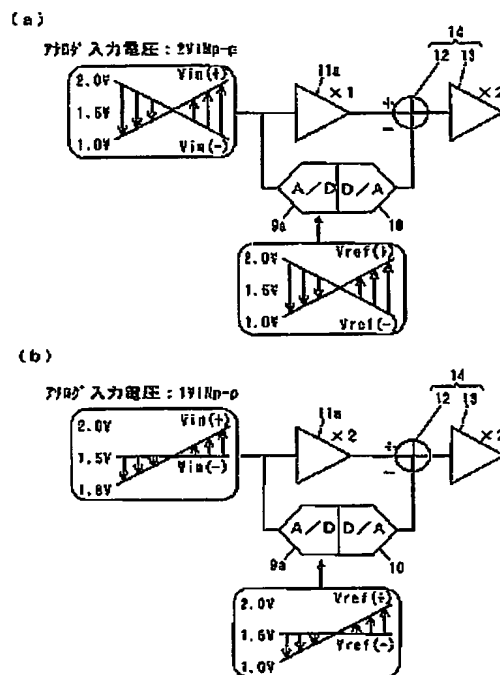 (a)
ｱﾅﾛｸﾞ 入力電圧:2VINp-p
14
12 13
11a
2.0V
Vin(+)
×1
+
×2
1.5V
-
1.0V
Vin(-)
A/D D/A
9a
10
2.0V
Vref(+)
1.5V
1.0V
Vref(-)
(b)
ｱﾅﾛｸﾞ 入力電圧:1VINp-p
14
12 13
11a
2.0V
Vin(+)
×2
+
×2
1.5V
Vin(-)
-
A/D D/A
9a
10
2.0V
Vref(+)
1.5V
Vref(-)
1.0V